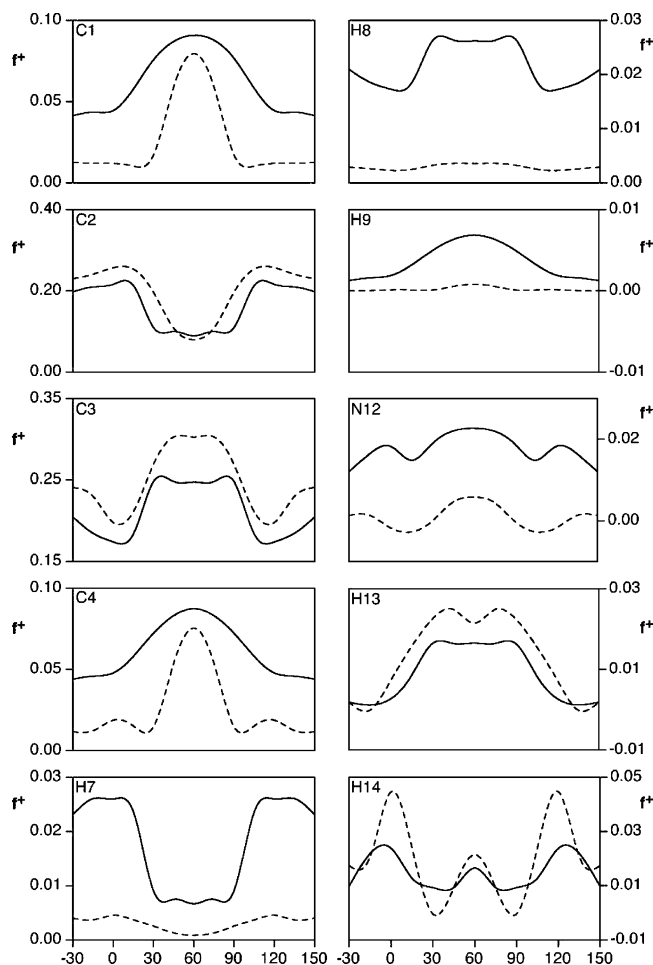 0.10 C1 H8 0.03
f⁺ f⁺
0.02
0.05
0.01
0.00 0.00
0.40 C2 H9 0.01
f⁺ f⁺
0.20 0.00
0.00 -0.01
0.35 C3 N12 f⁺
f⁺ 0.02
0.25
0.00
0.15
0.10 C4 H13 0.03
f⁺ f⁺
0.05 0.01
0.00 -0.01
0.03 H7 H14 0.05
f⁺ f⁺
0.02 0.03
0.01 0.01
0.00 -0.01
-30 0 30 60 90 120 150 -30 0 30 60 90 120 150